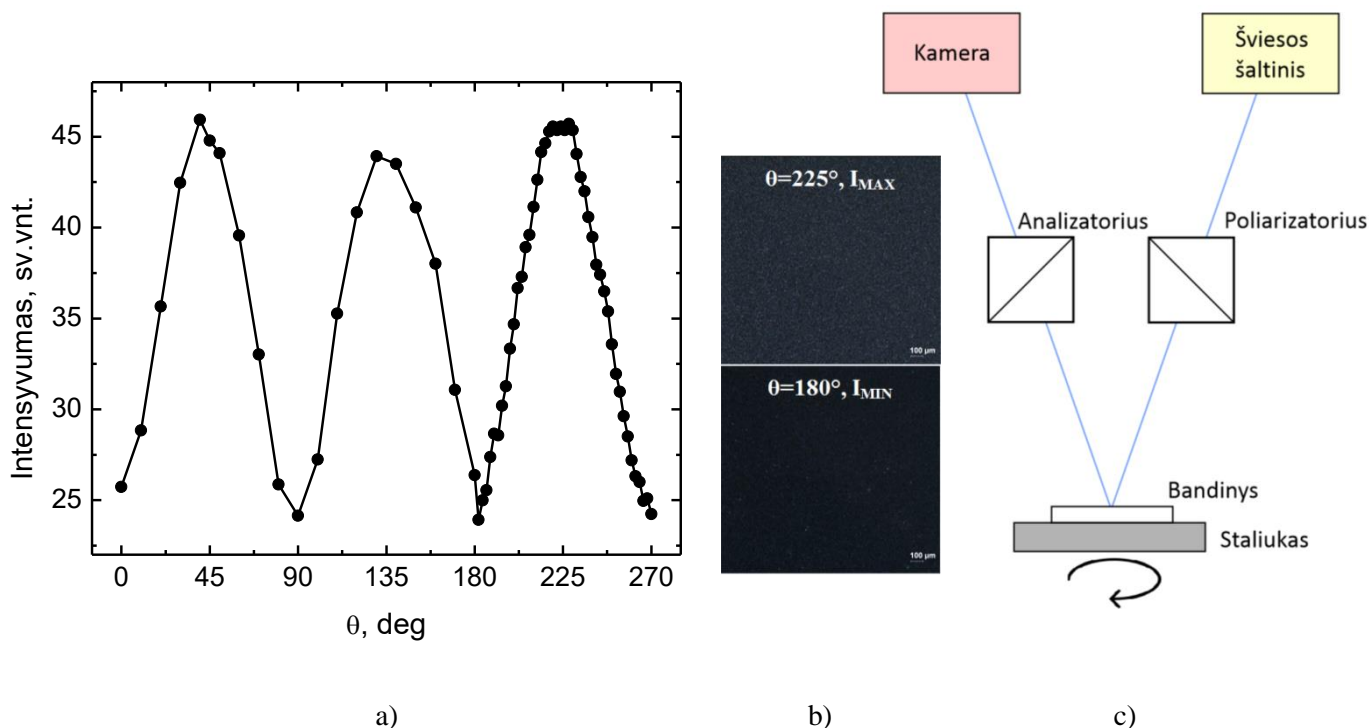 Intensyvumas, sv.vnt.
45
40
35
30
25
0
45
90
135
180
225
270
θ, deg
a)
θ=225°, IMAX
100 µm
θ=180°, IMIN
100 µm
b)
Kamera
Šviesos
šaltinis
Analizatorius
Poliarizatorius
Bandinys
Staliukas
c)